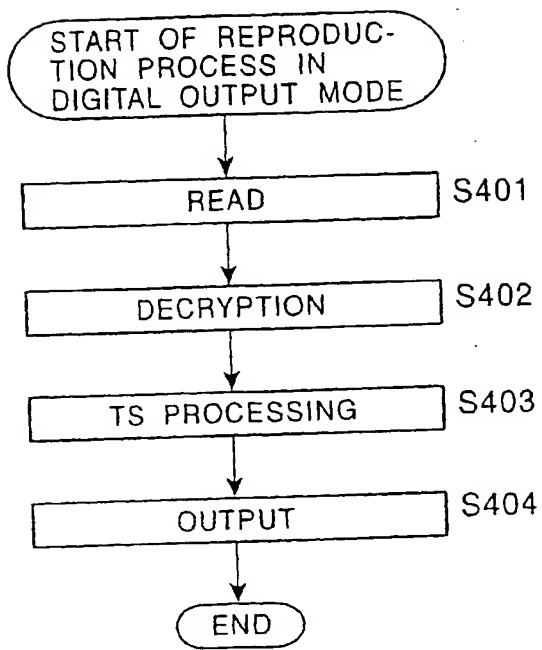 START OF REPRODUC-
TION PROCESS IN
DIGITAL OUTPUT MODE
READ S401
DECRYPTION S402
TS PROCESSING S403
OUTPUT S404
END